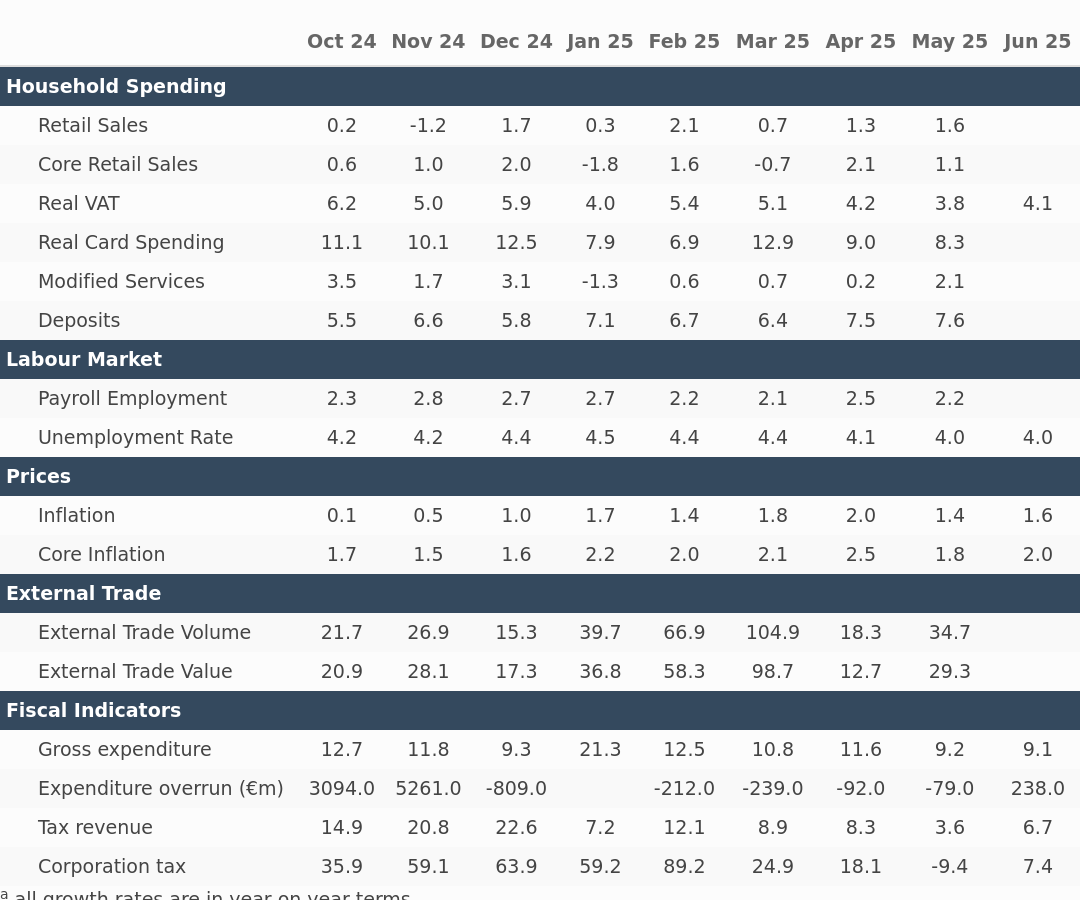 Oct 24 Nov 24 Dec 24 Jan 25 Feb 25 Mar 25 Apr 25 May 25 Jun 25
Household Spending
Retail Sales 0.2 -1.2 1.7 0.3 2.1 0.7 1.3 1.6
Core Retail Sales 0.6 1.0 2.0 -1.8 1.6 -0.7 2.1 1.1
Real VAT 6.2 5.0 5.9 4.0 5.4 5.1 4.2 3.8 4.1
Real Card Spending 11.1 10.1 12.5 7.9 6.9 12.9 9.0 8.3
Modified Services 3.5 1.7 3.1 -1.3 0.6 0.7 0.2 2.1
Deposits 5.5 6.6 5.8 7.1 6.7 6.4 7.5 7.6
Labour Market
Payroll Employment 2.3 2.8 2.7 2.7 2.2 2.1 2.5 2.2
Unemployment Rate 4.2 4.2 4.4 4.5 4.4 4.4 4.1 4.0 4.0
Prices
Inflation 0.1 0.5 1.0 1.7 1.4 1.8 2.0 1.4 1.6
Core Inflation 1.7 1.5 1.6 2.2 2.0 2.1 2.5 1.8 2.0
External Trade
External Trade Volume 21.7 26.9 15.3 39.7 66.9 104.9 18.3 34.7
External Trade Value 20.9 28.1 17.3 36.8 58.3 98.7 12.7 29.3
Fiscal Indicators
Gross expenditure 12.7 11.8 9.3 21.3 12.5 10.8 11.6 9.2 9.1
Expenditure overrun (€m) 3094.0 5261.0 -809.0 -212.0 -239.0 -92.0 -79.0 238.0
Tax revenue 14.9 20.8 22.6 7.2 12.1 8.9 8.3 3.6 6.7
Corporation tax 35.9 59.1 63.9 59.2 89.2 24.9 18.1 -9.4 7.4
a all growth rates are in year on year terms